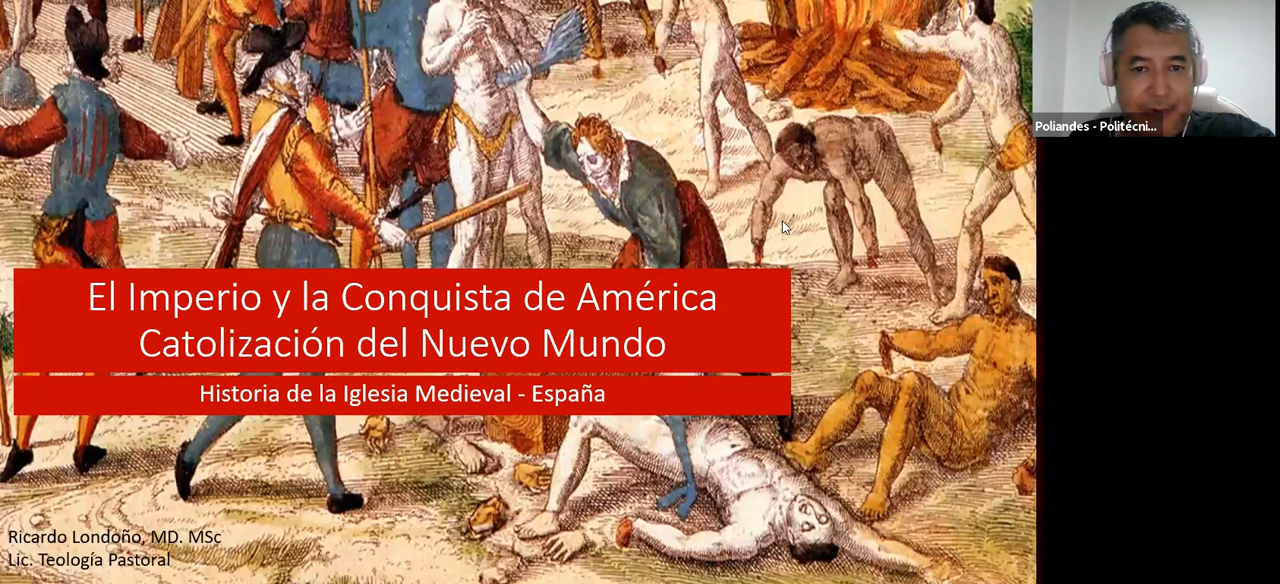 Poliandes - Politécni...
El Imperio y la Conquista de América
Catolización del Nuevo Mundo
Historia de la Iglesia Medieval - España
Ricardo Londoño, MD. MSc
Lic. Teología Pastoral